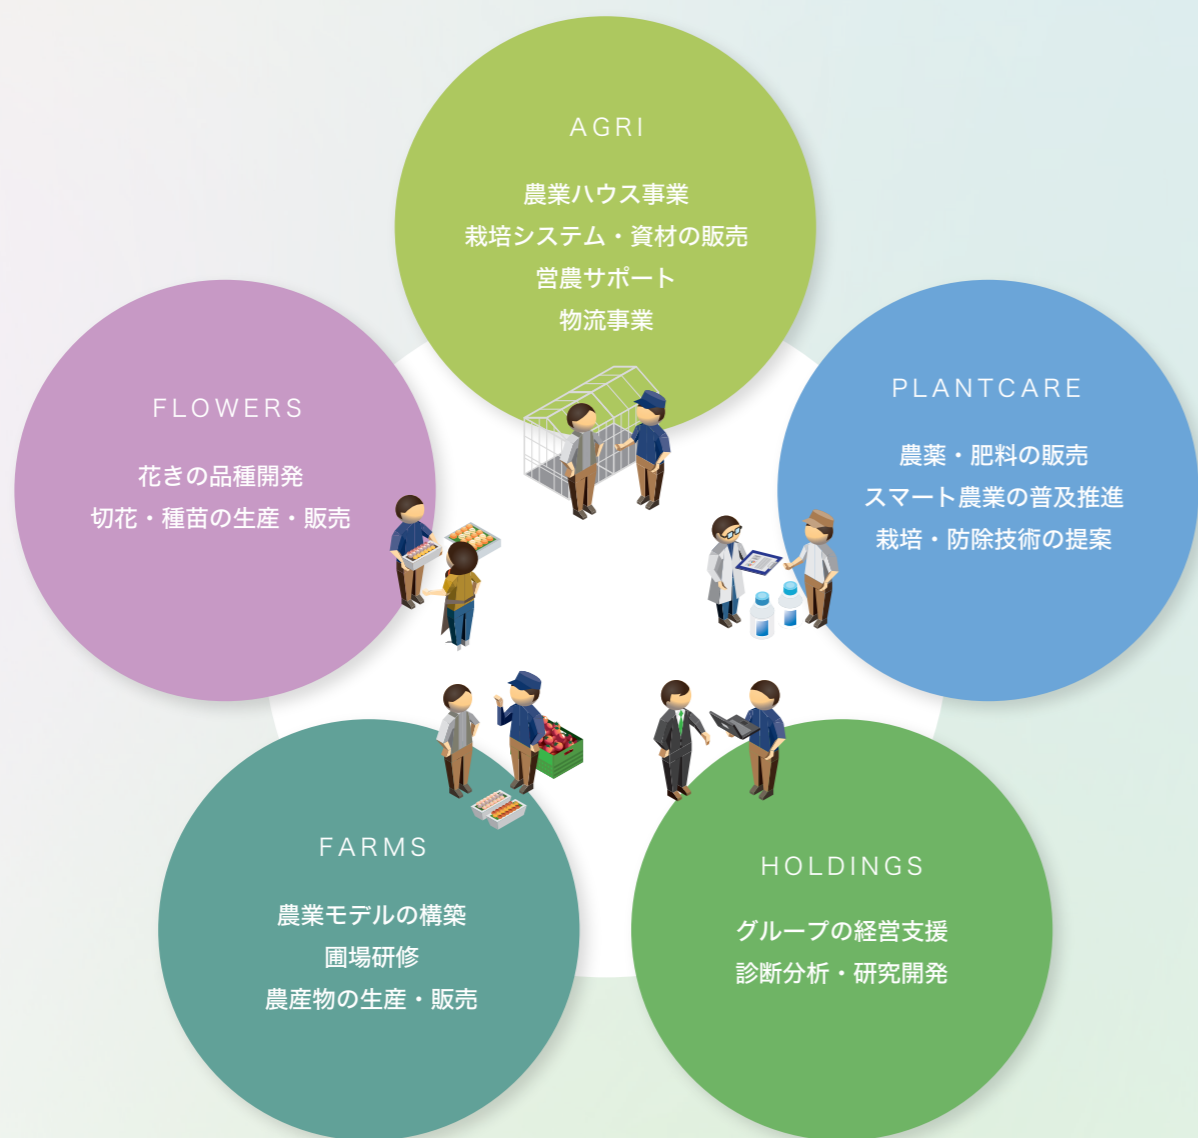 AGRI
農業ハウス事業
栽培システム・資材の販売
営農サポート
物流事業
FLOWERS
花きの品種開発
切花・種苗の生産・販売
PLANTCARE
農薬・肥料の販売
スマート農業の普及推進
栽培・防除技術の提案
FARMS
農業モデルの構築
圃場研修
農産物の生産・販売
HOLDINGS
グループの経営支援
診断分析・研究開発